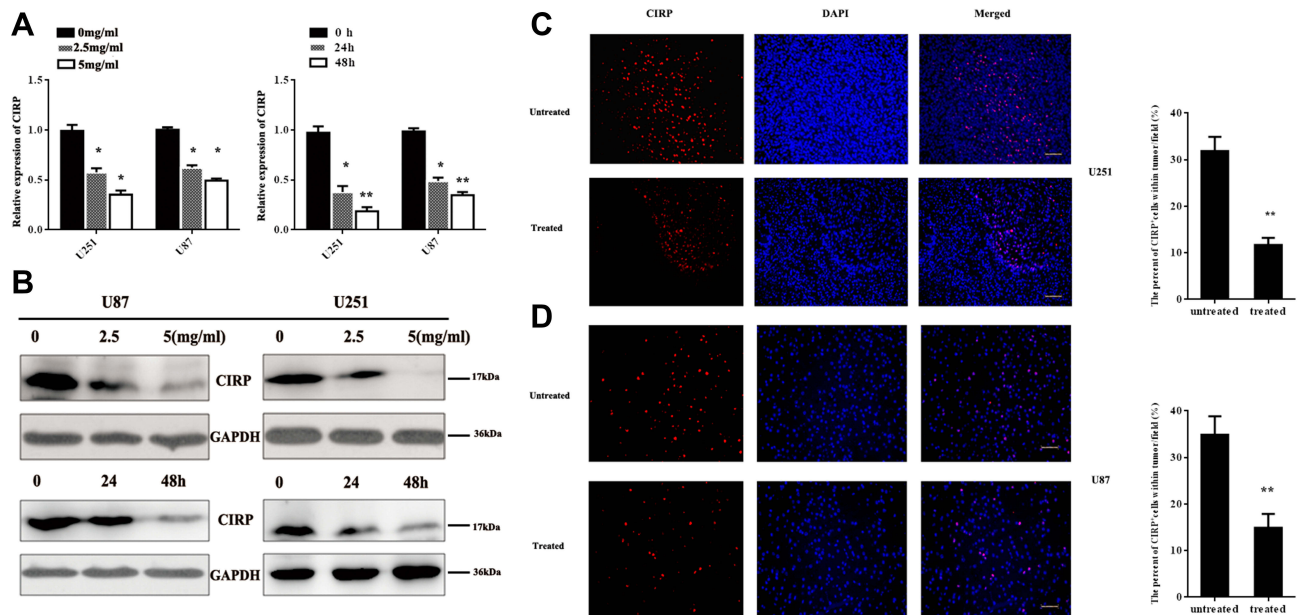 A
0mg/ml
2.5mg/ml
5mg/ml
Relative expression of CIRP
1.5
1.0
0.5
0.0
* * * *
U251 U87
0 h
24h
48h
Relative expression of CIRP
1.5
1.0
0.5
0.0
* ** * **
U251 U87
B
U87 U251
0 2.5 5(mg/ml) 0 2.5 5(mg/ml)
CIRP 17kDa
GAPDH 36kDa
0 24 48h 0 24 48h
CIRP 17kDa
GAPDH 36kDa
C
CIRP DAPI Merged
Untreated
Treated
U251
The percent of CIRP⁺ cells within tumor/field (%)
40
30
20
10
0
**
untreated treated
D
Untreated
Treated
U87
The percent of CIRP⁺ cells within tumor/field (%)
40
30
20
10
0
**
untreated treated